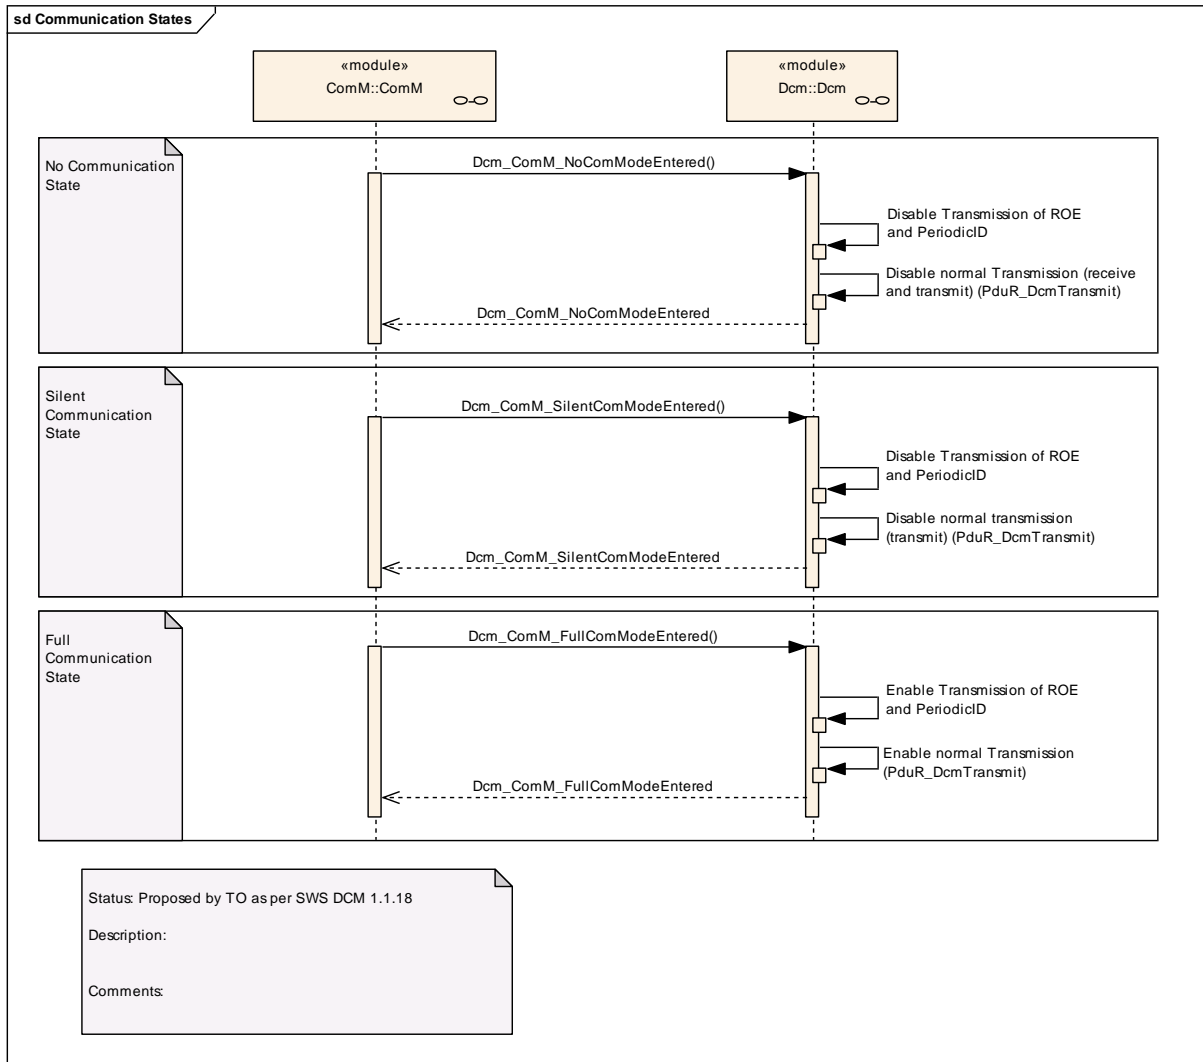 sd Communication States
«module»
ComM::ComM
«module»
Dcm::Dcm
No Communication
State
Dcm_ComM_NoComModeEntered()
Disable Transmission of ROE
and PeriodicID
Disable normal Transmission (receive
and transmit) (PduR_DcmTransmit)
Dcm_ComM_NoComModeEntered
Silent
Communication
State
Dcm_ComM_SilentComModeEntered()
Disable Transmission of ROE
and PeriodicID
Disable normal transmission
(transmit) (PduR_DcmTransmit)
Dcm_ComM_SilentComModeEntered
Full
Communication
State
Dcm_ComM_FullComModeEntered()
Enable Transmission of ROE
and PeriodicID
Enable normal Transmission
(PduR_DcmTransmit)
Dcm_ComM_FullComModeEntered
Status: Proposed by TO as per SWS DCM 1.1.18
Description:
Comments: